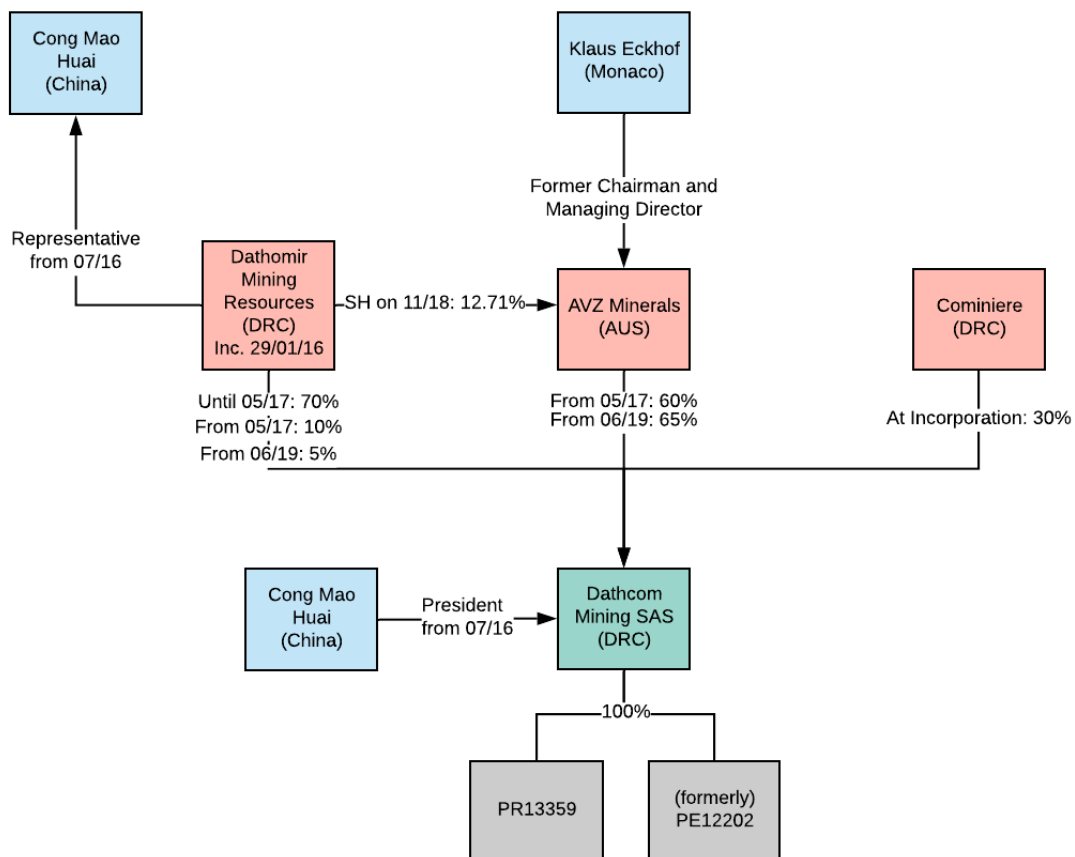 Cong Mao
Huai
(China)
Klaus Eckhof
(Monaco)
Former Chairman and
Managing Director
Representative
from 07/16
Dathomir
Mining
Resources
(DRC)
Inc. 29/01/16
SH on 11/18: 12.71%
AVZ Minerals
(AUS)
Cominiere
(DRC)
Until 05/17: 70%
From 05/17: 10%
From 06/19: 5%
From 05/17: 60%
From 06/19: 65%
At Incorporation: 30%
Cong Mao
Huai
(China)
President
from 07/16
Dathcom
Mining SAS
(DRC)
100%
PR13359
(formerly)
PE12202